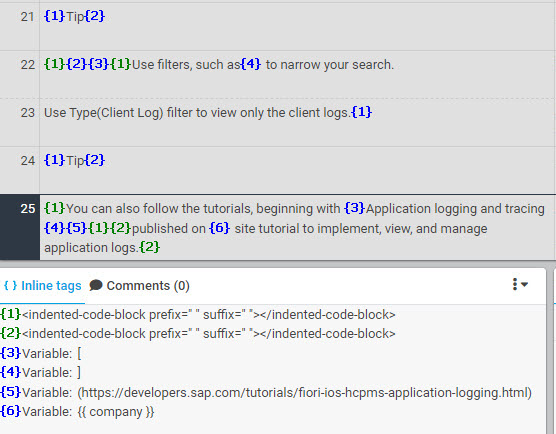 21 {1}Tip{2}
22 {1}{2}{3}{1}Use filters, such as{4} to narrow your search.
23 Use Type(Client Log) filter to view only the client logs.{1}
24 {1}Tip{2}
25 {1}You can also follow the tutorials, beginning with {3}Application logging and tracing
{4}{5}{1}{2}published on {6} site tutorial to implement, view, and manage
application logs.{2}
{ } Inline tags Comments (0)
{1}<indented-code-block prefix=" " suffix=" "></indented-code-block>
{2}<indented-code-block prefix=" " suffix=" "></indented-code-block>
{3}Variable: [
{4}Variable: ]
{5}Variable: (https://developers.sap.com/tutorials/fiori-ios-hcpms-application-logging.html)
{6}Variable: {{ company }}